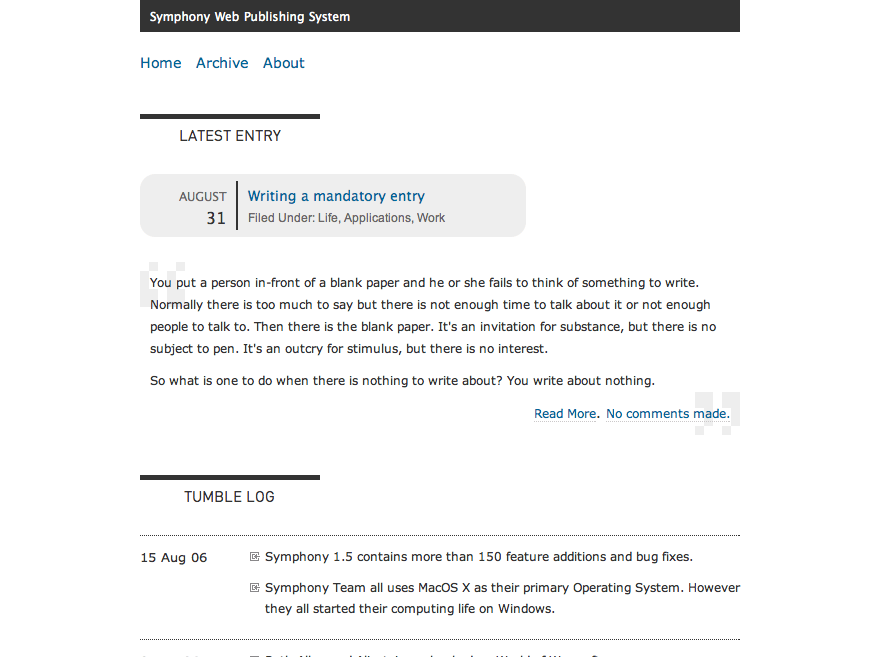 Symphony Web Publishing System
Home Archive About
LATEST ENTRY
AUGUST Writing a mandatory entry
31 Filed Under: Life, Applications, Work
You put a person in-front of a blank paper and he or she fails to think of something to write.
Normally there is too much to say but there is not enough time to talk about it or not enough
people to talk to. Then there is the blank paper. It's an invitation for substance, but there is no
subject to pen. It's an outcry for stimulus, but there is no interest.
So what is one to do when there is nothing to write about? You write about nothing.
Read More. No comments made.
TUMBLE LOG
15 Aug 06 Symphony 1.5 contains more than 150 feature additions and bug fixes.
Symphony Team all uses MacOS X as their primary Operating System. However
they all started their computing life on Windows.